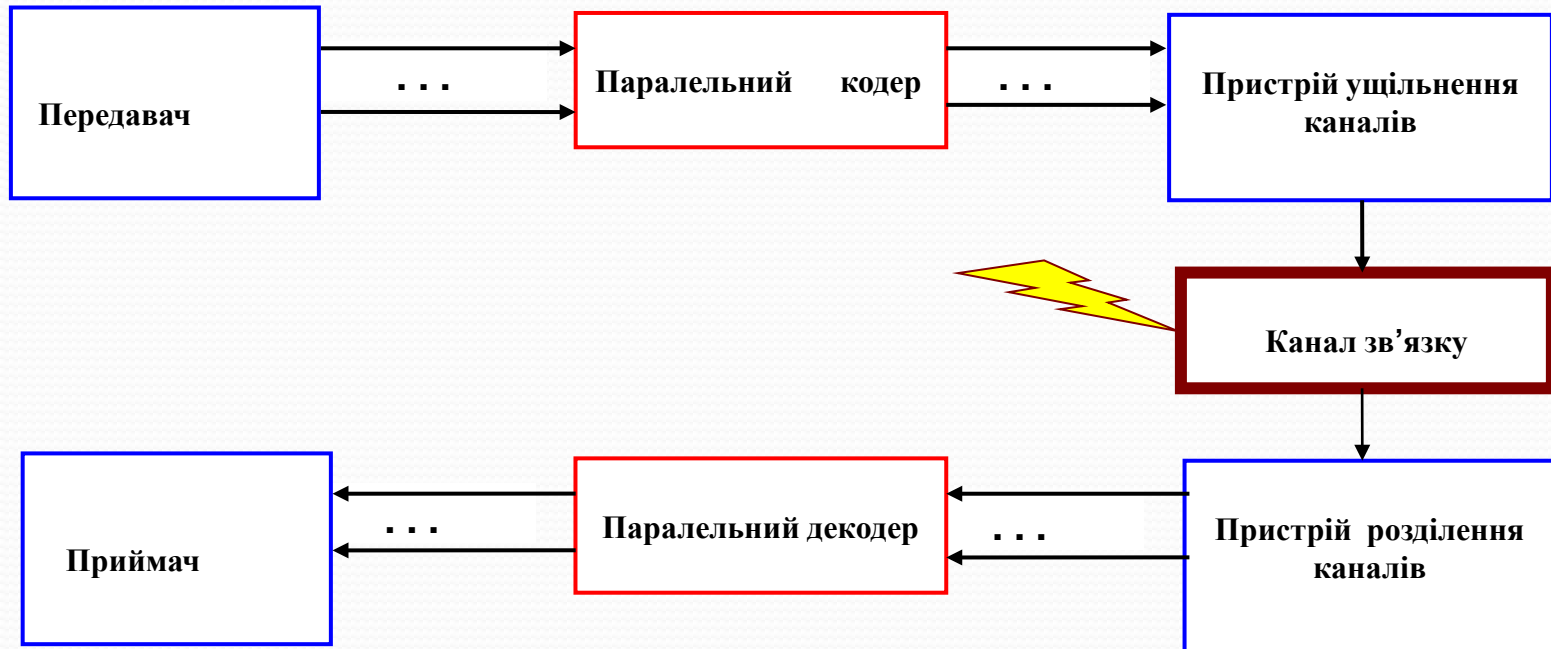 Передавач
. . .
Паралельний кодер
. . .
Пристрій ущільнення
каналів
Канал зв’язку
Приймач
. . .
Паралельний декодер
. . .
Пристрій розділення
каналів